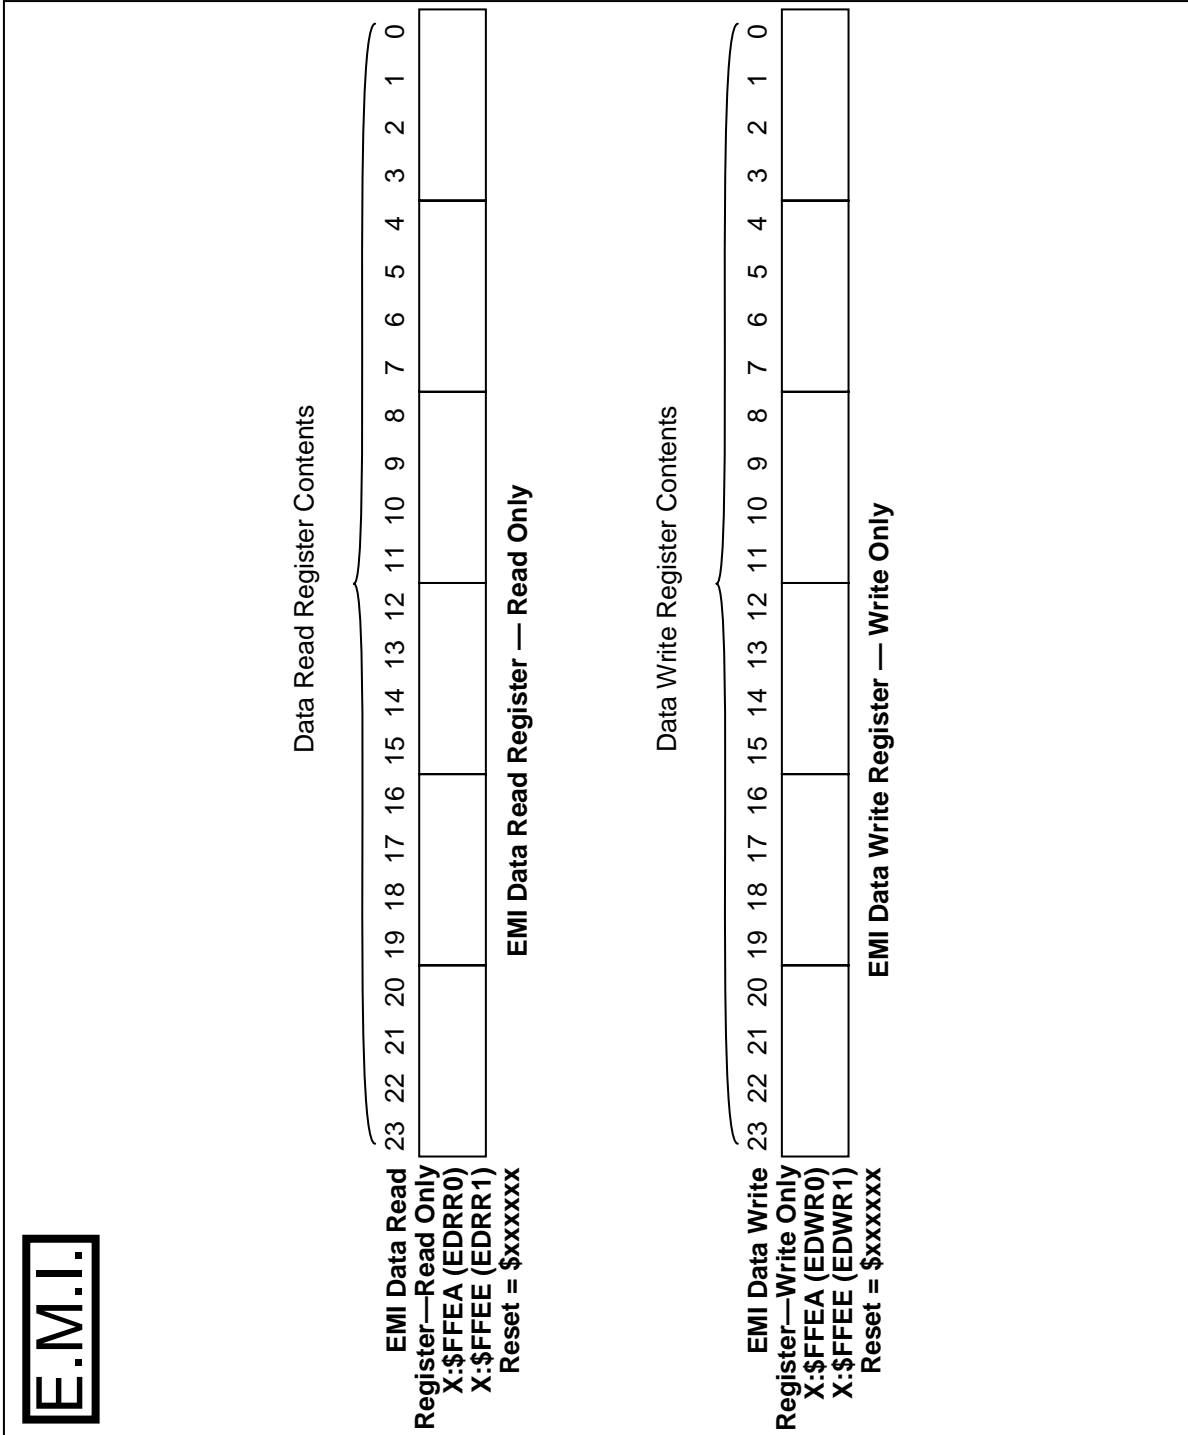 E.M.I.
Data Read Register Contents
23 22 21 20 19 18 17 16 15 14 13 12 11 10 9 8 7 6 5 4 3 2 1 0
EMI Data Read
Register—Read Only
X:$FFEA (EDRR0)
X:$FFEE (EDRR1)
Reset = $xxxxxx
EMI Data Read Register — Read Only
Data Write Register Contents
23 22 21 20 19 18 17 16 15 14 13 12 11 10 9 8 7 6 5 4 3 2 1 0
EMI Data Write
Register—Write Only
X:$FFEA (EDWR0)
X:$FFEE (EDWR1)
Reset = $xxxxxx
EMI Data Write Register — Write Only